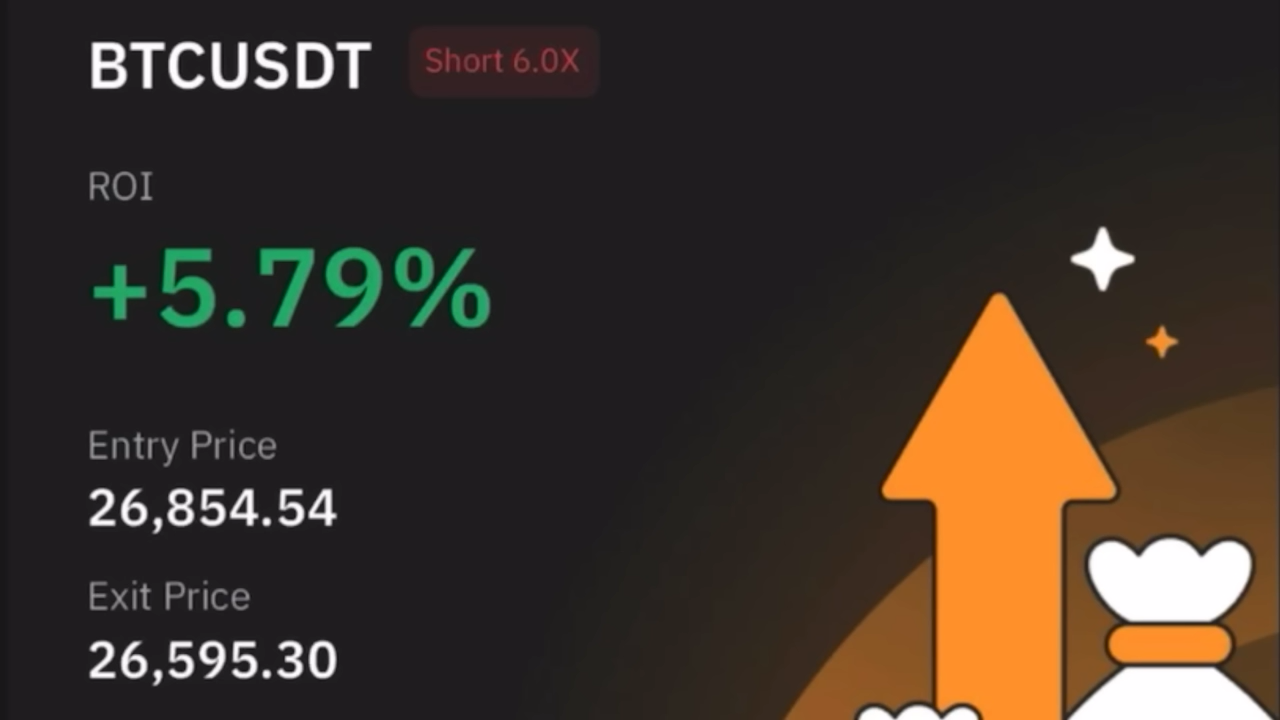 BTCUSDT Short 6.0X
ROI
+5.79%
Entry Price
26,854.54
Exit Price
26,595.30